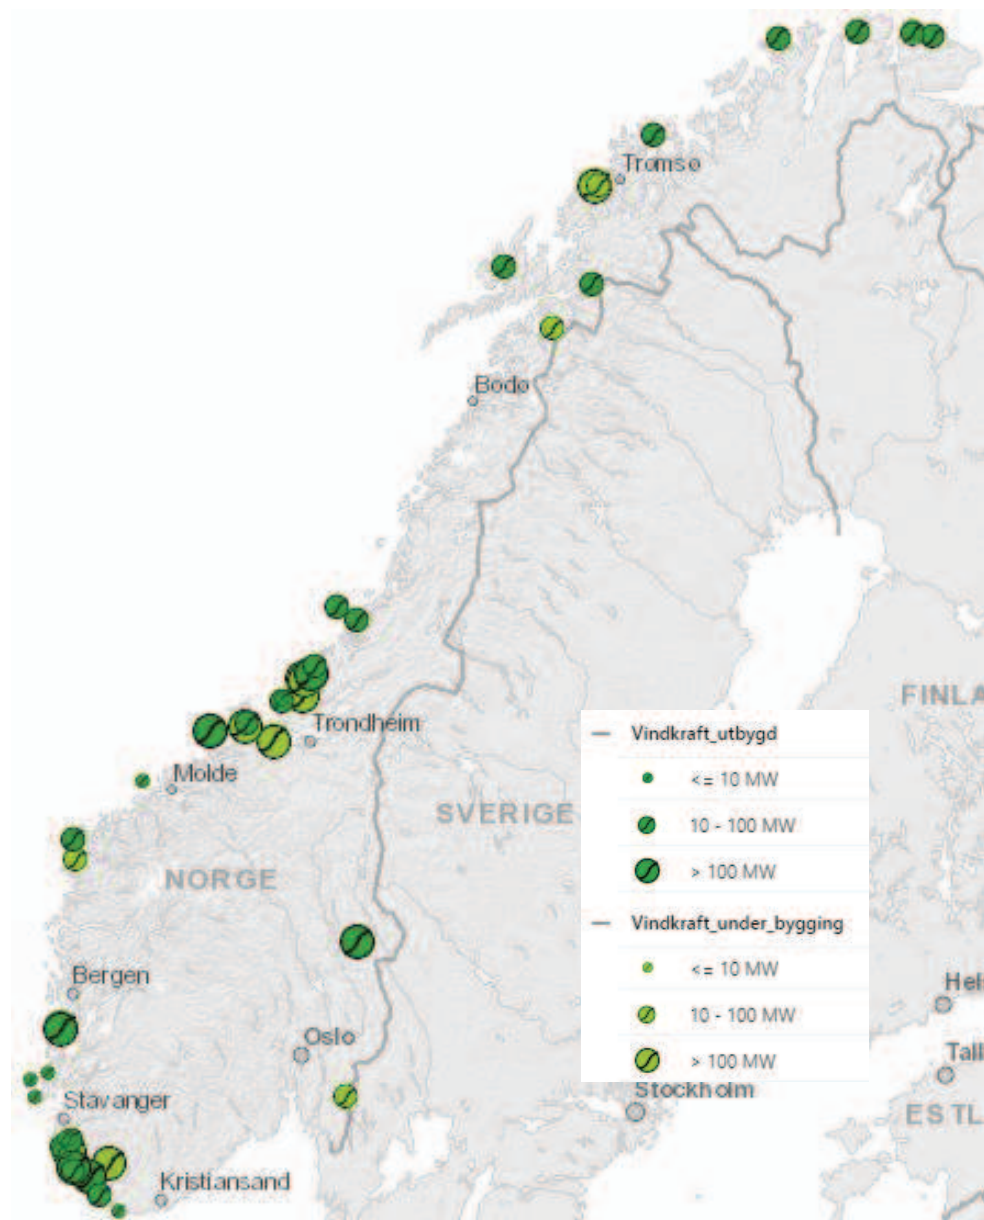 Tromsø
Bodø
FINLA
Trondheim
Molde
SVERIGE
NORGE
Bergen
Oslo
Stavanger
Kristiansand
Vindkraft_utbygd
<= 10 MW
10 - 100 MW
> 100 MW
Vindkraft_under_bygging
<= 10 MW
10 - 100 MW
> 100 MW
Hels
Tall
Stockholm
ESTL